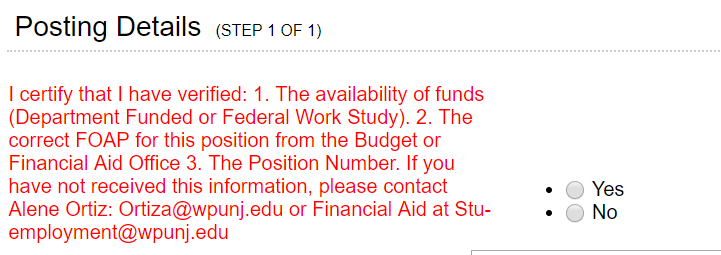 Posting Details (STEP 1 OF 1)
I certify that I have verified: 1. The availability of funds
(Department Funded or Federal Work Study). 2. The
correct FOAP for this position from the Budget or
Financial Aid Office 3. The Position Number. If you
have not received this information, please contact
Alene Ortiz: Ortiza@wpunj.edu or Financial Aid at Stu-
employment@wpunj.edu
Yes
No